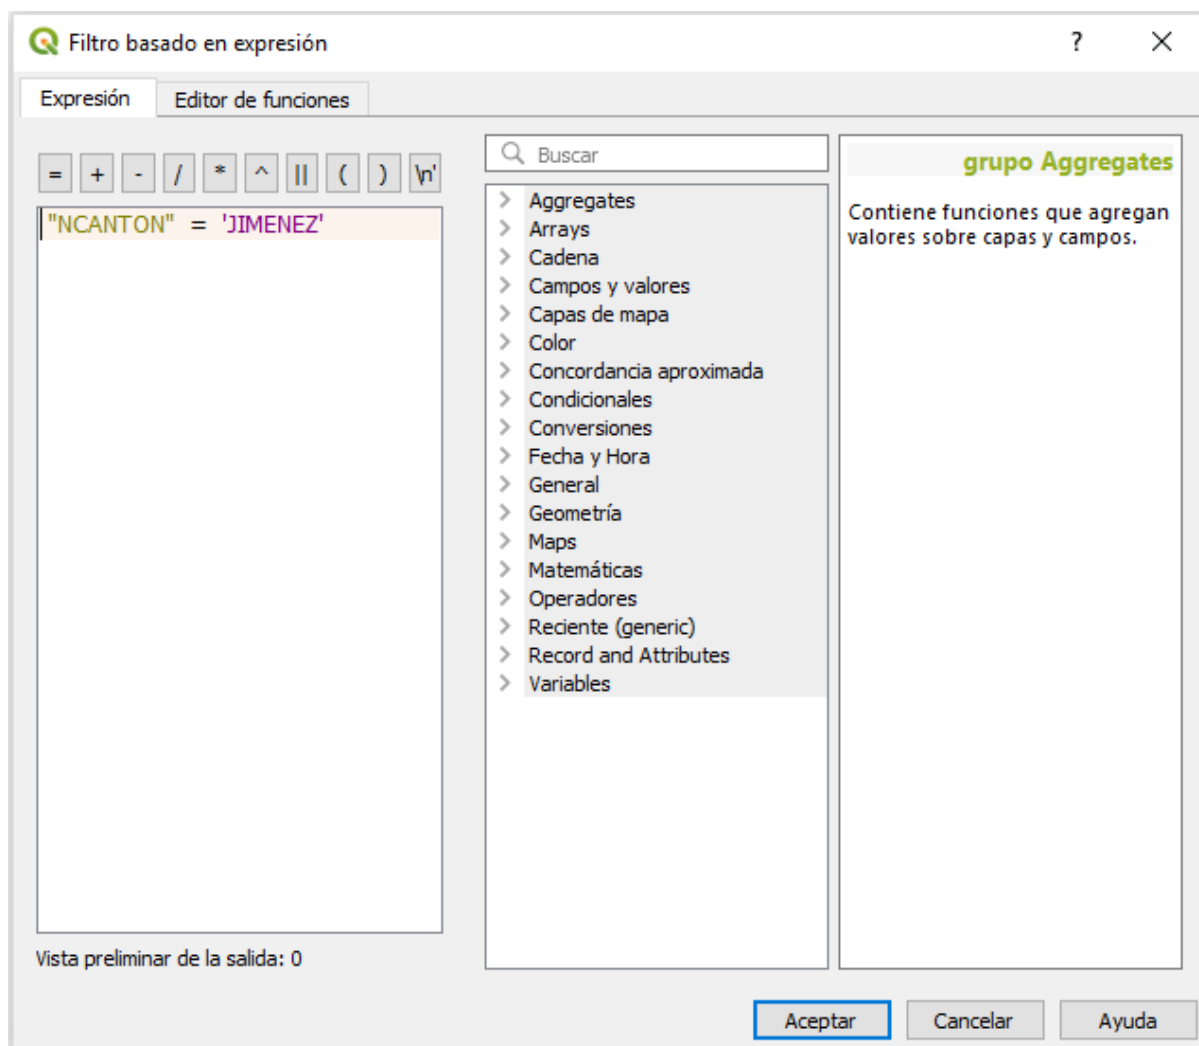 Filtro basado en expresión
?
Expresión
Editor de funciones
= + - / * ^ || ( ) \n'
"NCANTON" = 'JIMENEZ'
Vista preliminar de la salida: 0
Buscar
Aggregates
Arrays
Cadena
Campos y valores
Capas de mapa
Color
Concordancia aproximada
Condicionales
Conversiones
Fecha y Hora
General
Geometría
Maps
Matemáticas
Operadores
Reciente (generic)
Record and Attributes
Variables
grupo Aggregates
Contiene funciones que agregan
valores sobre capas y campos.
Aceptar
Cancelar
Ayuda